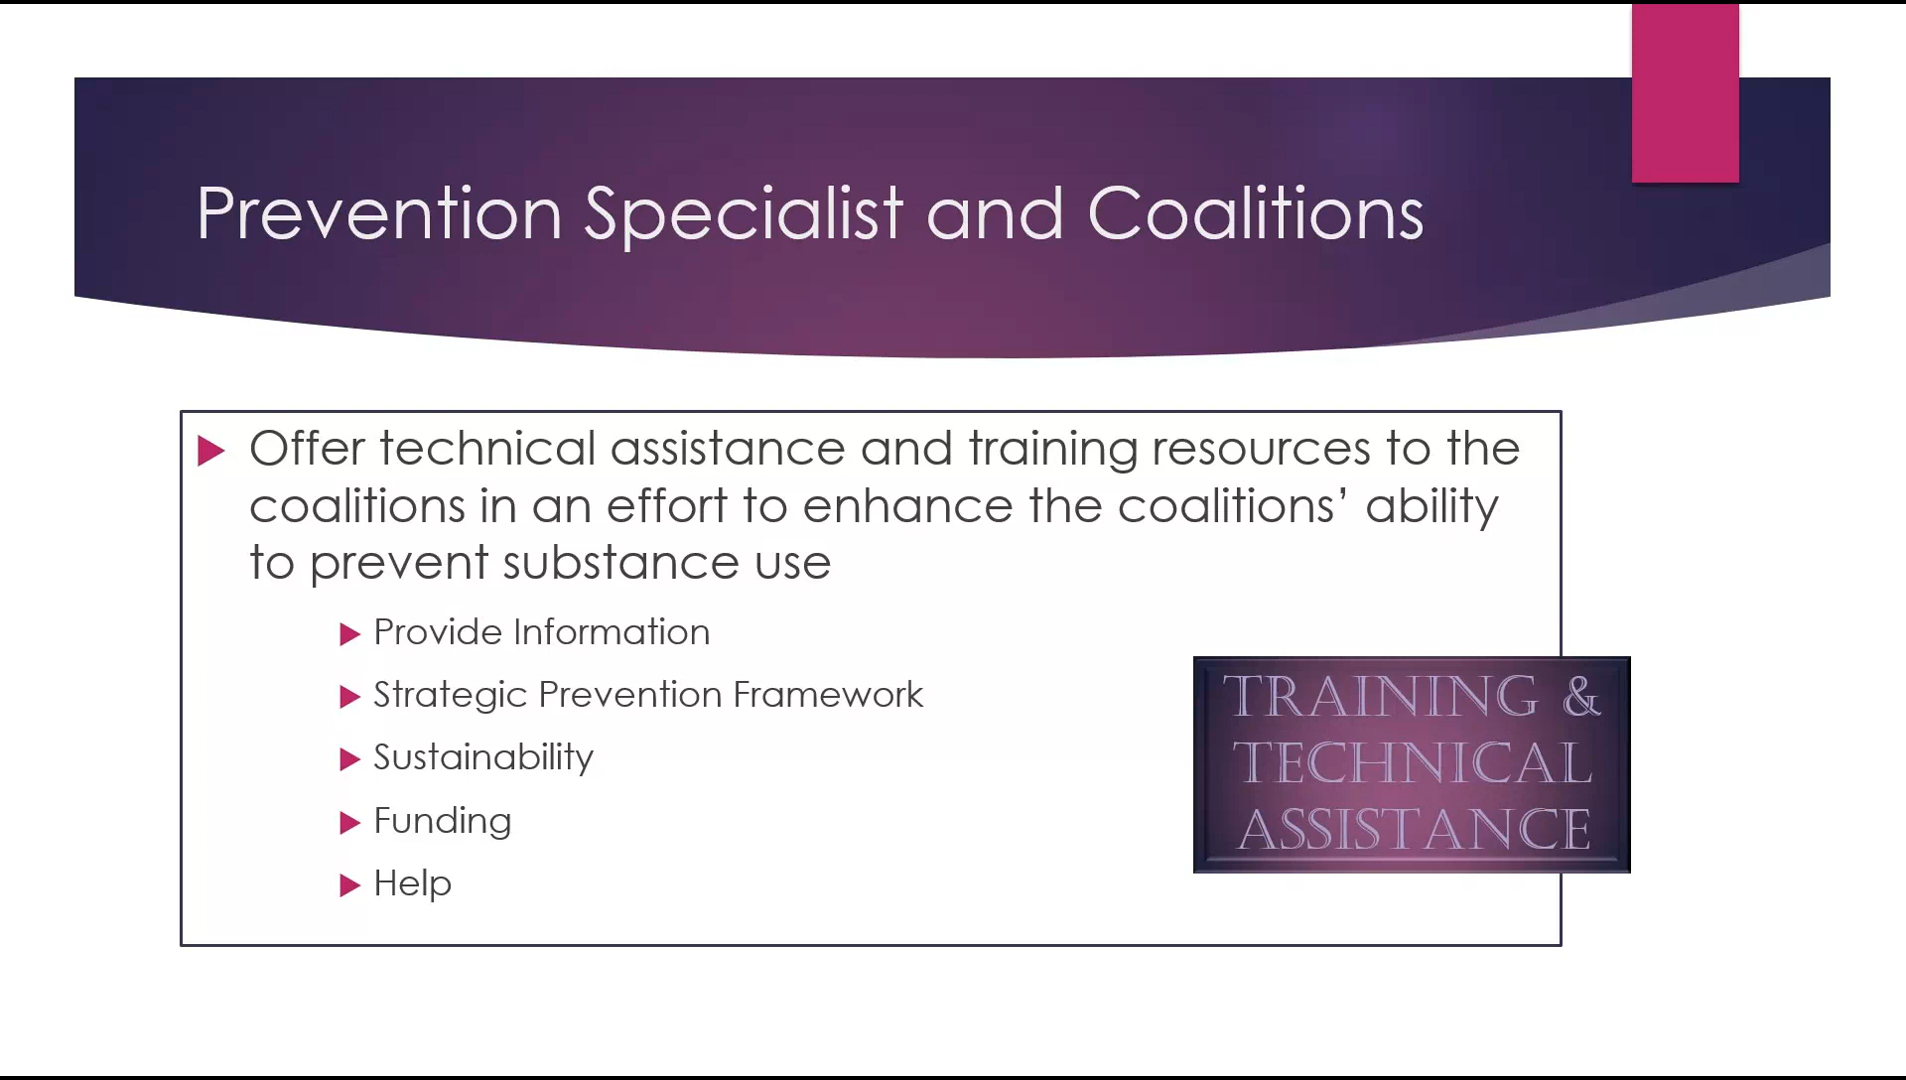 Prevention Specialist and Coalitions
Offer technical assistance and training resources to the
coalitions in an effort to enhance the coalitions’ ability
to prevent substance use
Provide Information
Strategic Prevention Framework
Sustainability
Funding
Help
TRAINING &
TECHNICAL
ASSISTANCE